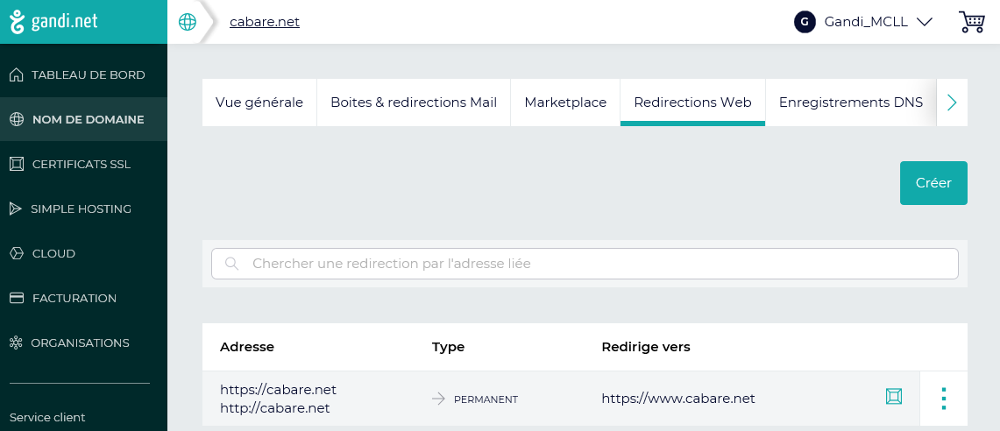 gandi.net
cabare.net
G Gandi_MCLL
TABLEAU DE BORD
NOM DE DOMAINE
CERTIFICATS SSL
SIMPLE HOSTING
CLOUD
FACTURATION
ORGANISATIONS
Service client
Vue générale Boites & redirections Mail Marketplace Redirections Web Enregistrements DNS
Créer
Chercher une redirection par l'adresse liée
Adresse Type Redirige vers
https://cabare.net
http://cabare.net
PERMANENT
https://www.cabare.net